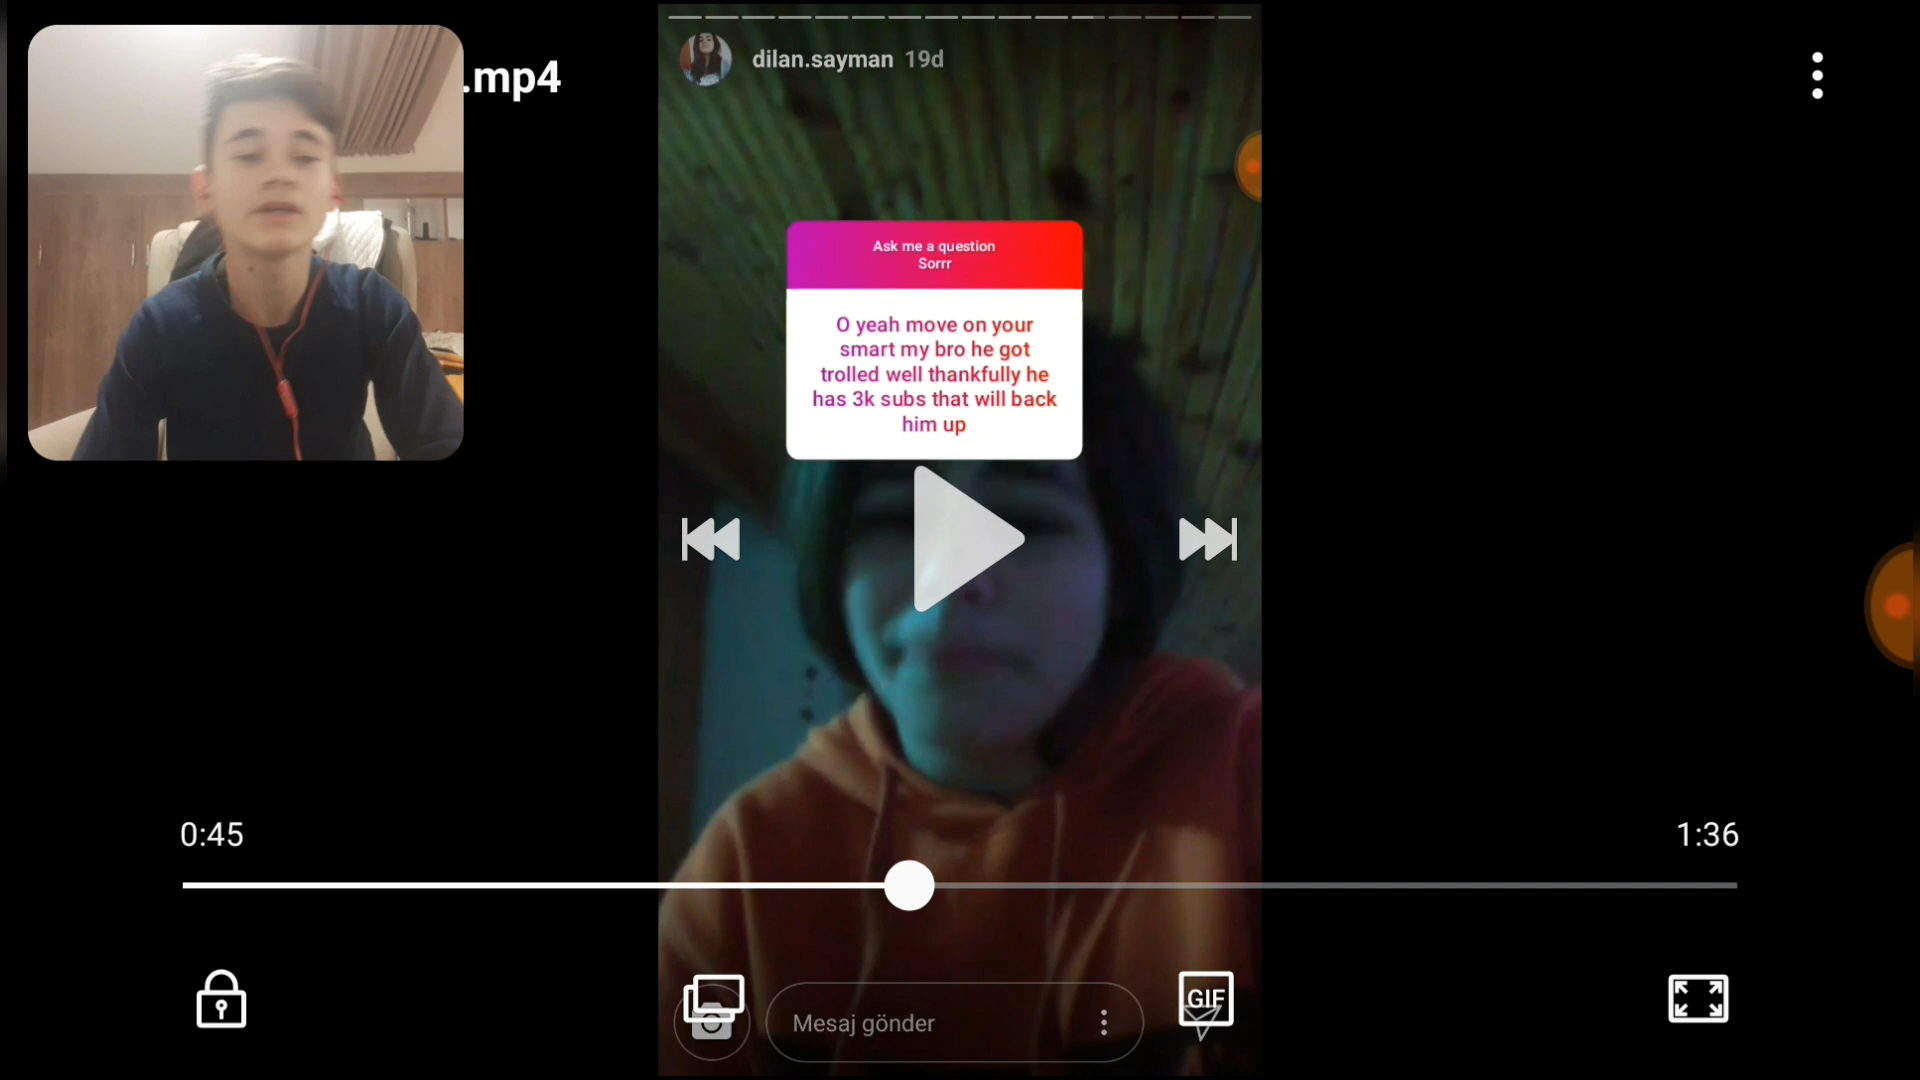 .mp4
dilan.sayman 19d
Ask me a question
Sorrr
O yeah move on your
smart my bro he got
trolled well thankfully he
has 3k subs that will back
him up
0:45
1:36
Mesaj gönder
GIF